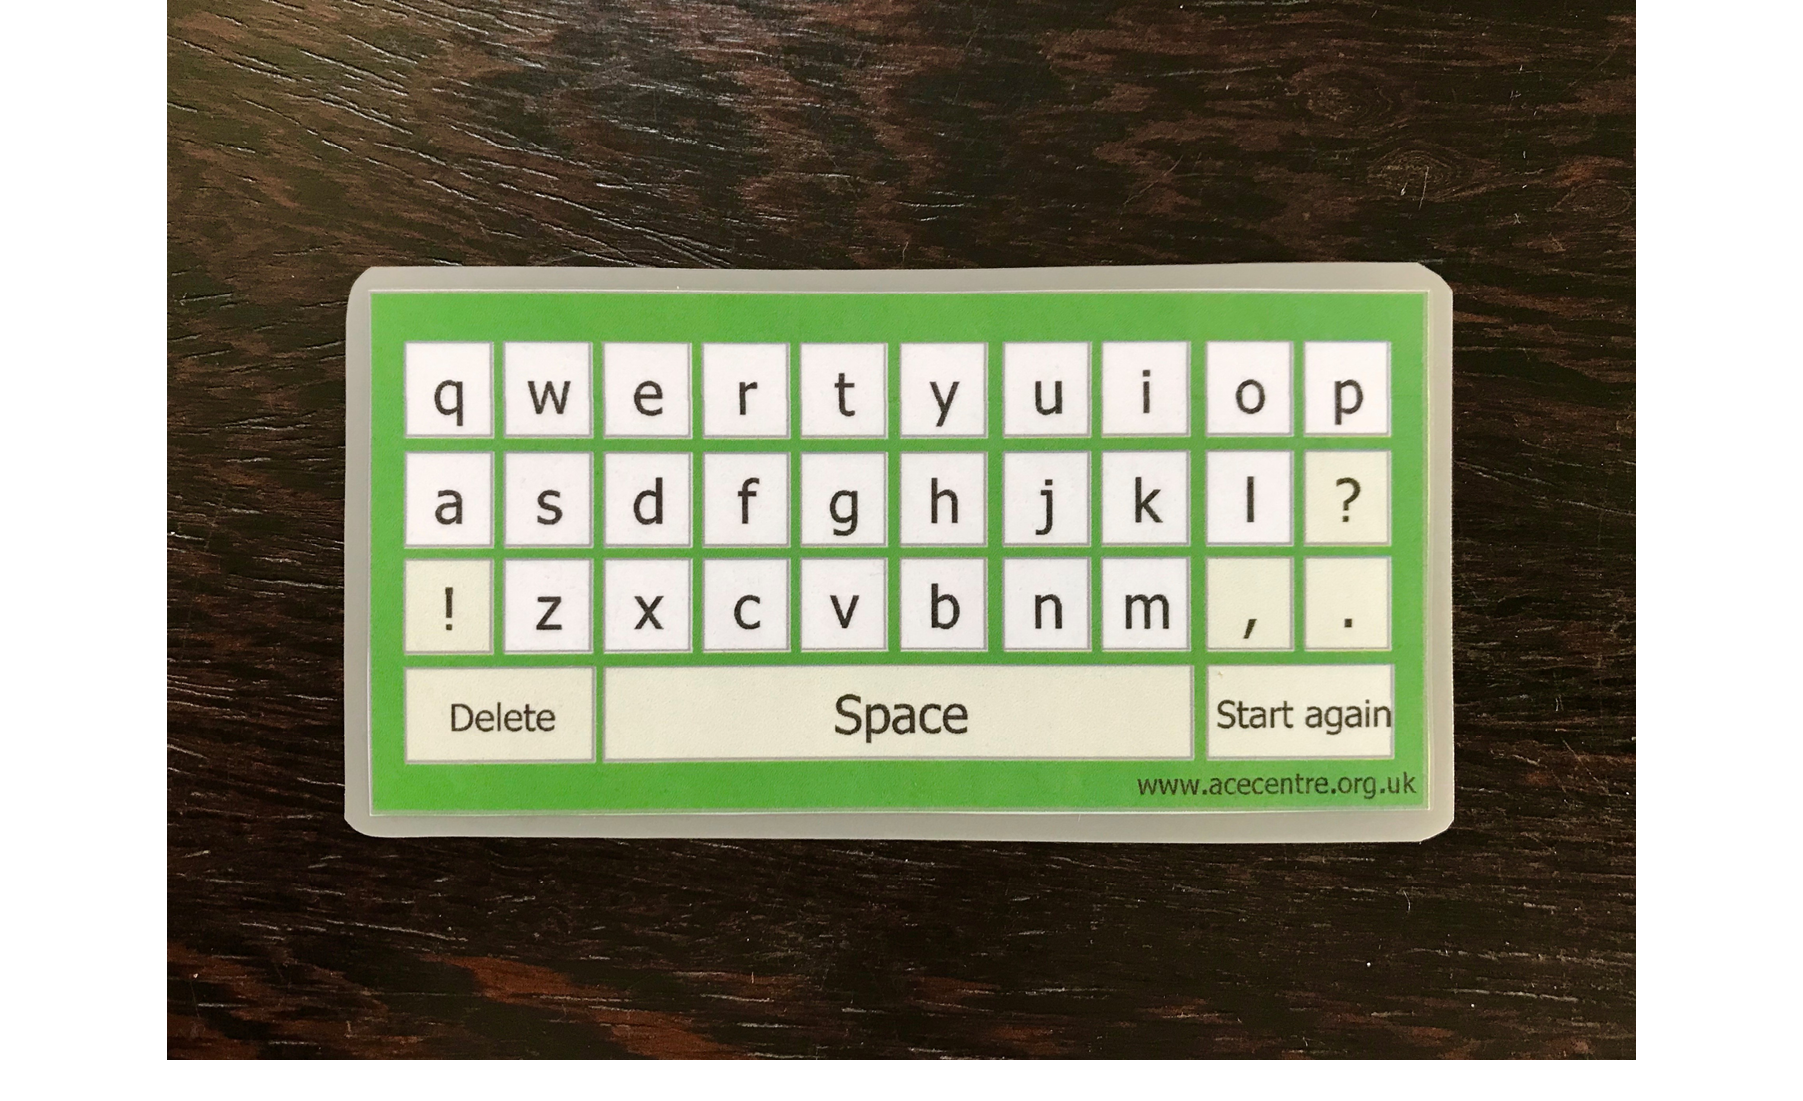 q w e r t y u i o p
a s d f g h j k l ?
! z x c v b n m , .
Delete Space Start again
www.acecentre.org.uk